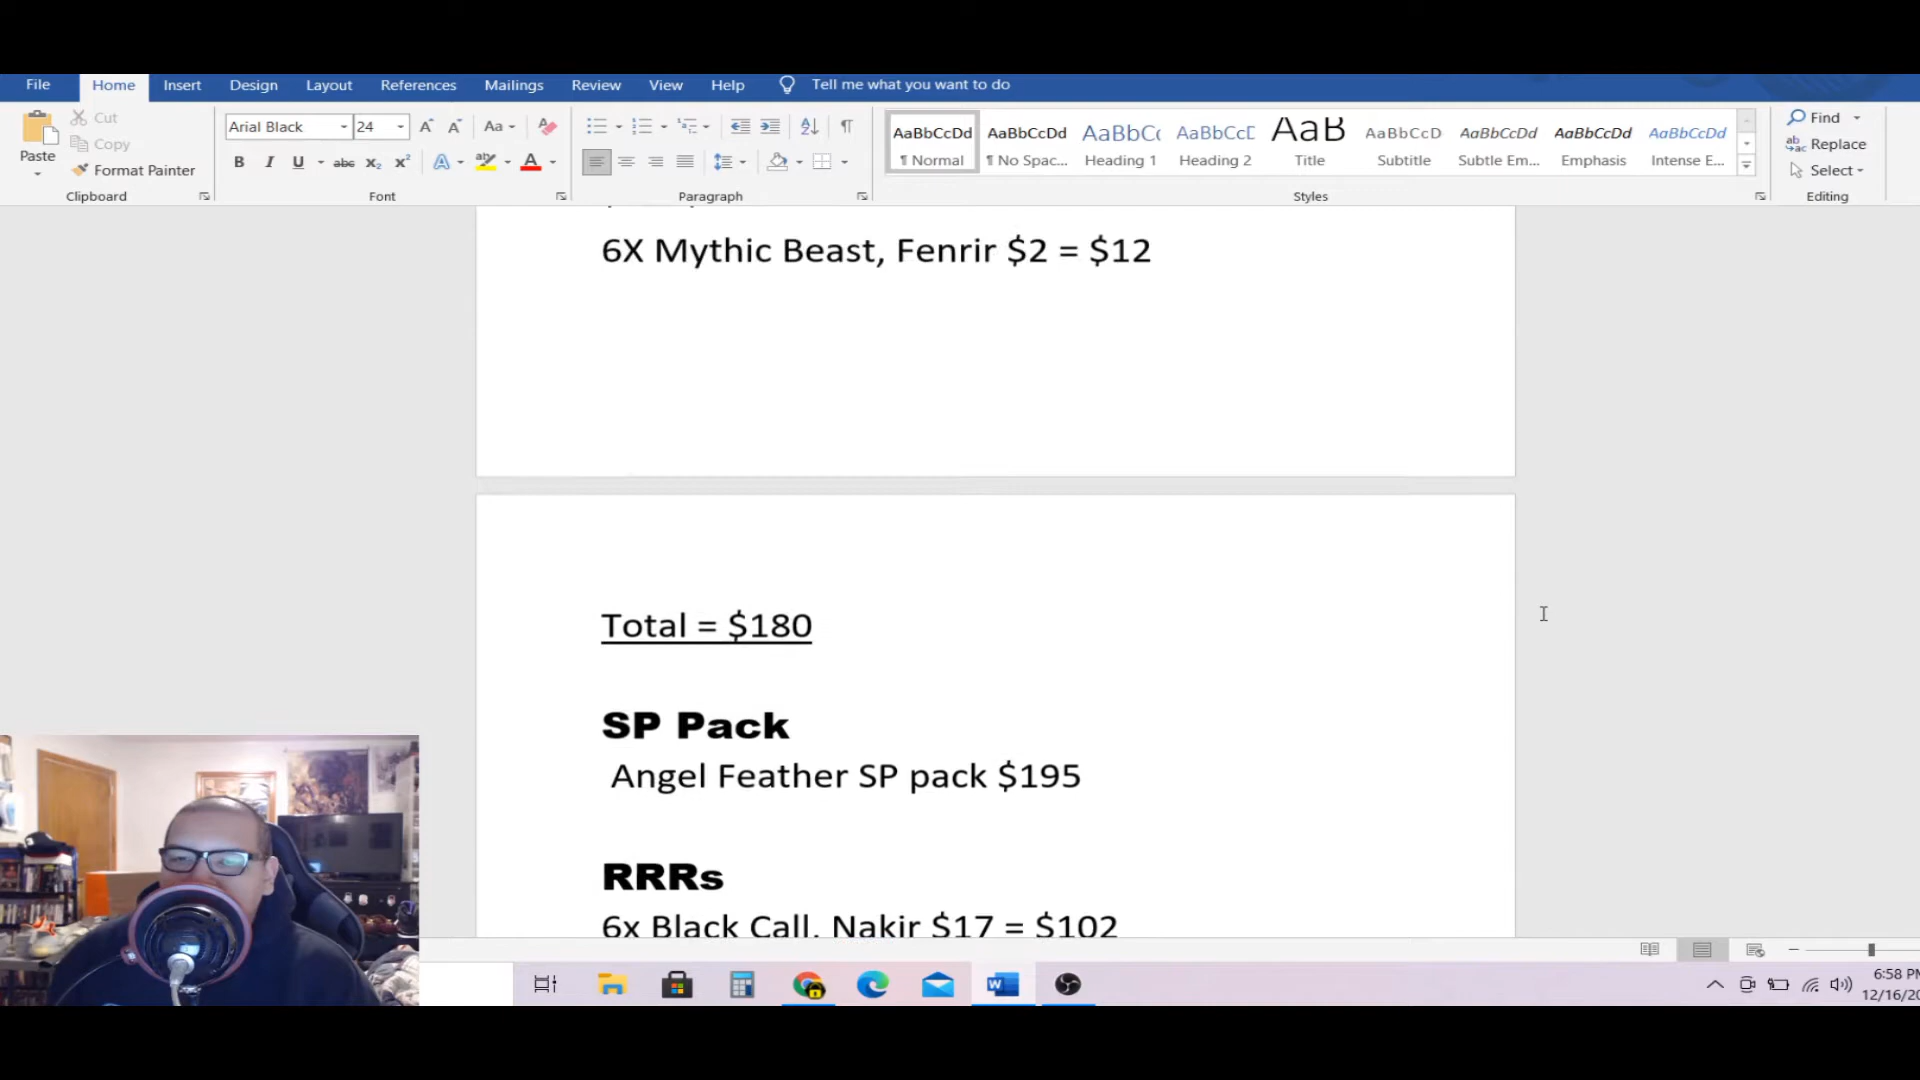 File Home Insert Design Layout References Mailings Review View Help Tell me what you want to do
Paste
Cut
Copy
Format Painter
Clipboard
Arial Black 24
Font
Paragraph
AaBbCcDd AaBbCcDd AaBbCc AaBbCcD AaB AaBbCcD AaBbCcDd AaBbCcDd AaBbCcDd
¶ Normal ¶ No Spac... Heading 1 Heading 2 Title Subtitle Subtle Em... Emphasis Intense E...
Styles
Find
Replace
Select
Editing
6X Mythic Beast, Fenrir $2 = $12
Total = $180
SP Pack
Angel Feather SP pack $195
RRRs
6x Black Call, Nakir $17 = $102
6:58 PM
12/16/20